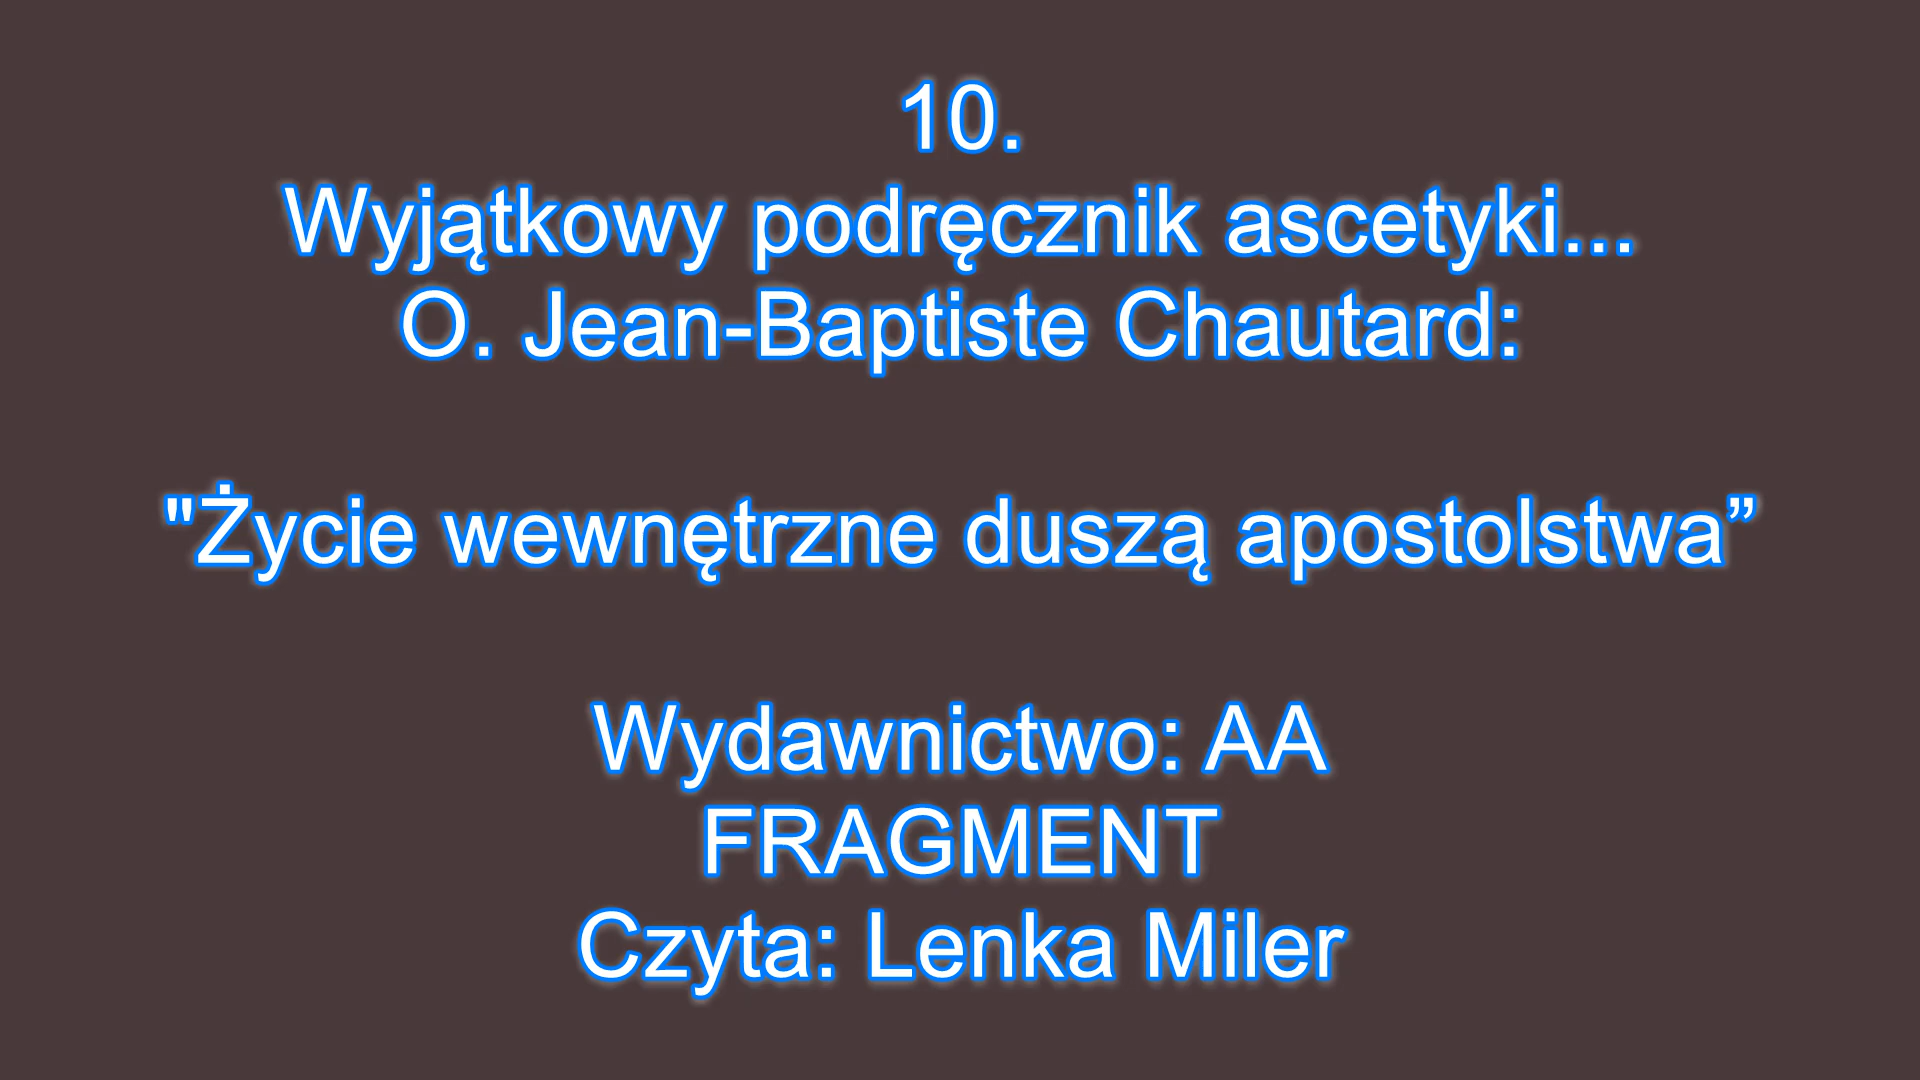 10.
Wyjątkowy podręcznik ascetyki...
O. Jean-Baptiste Chautard:
"Życie wewnętrzne duszą apostolstwa”
Wydawnictwo: AA
FRAGMENT
Czyta: Lenka Miler